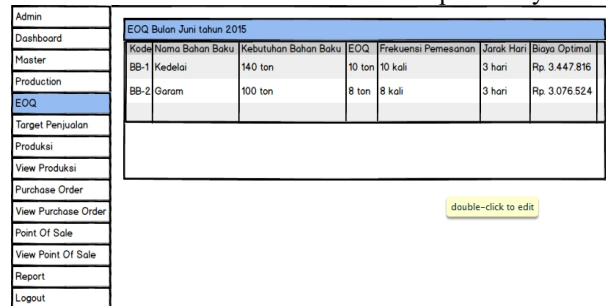 Admin
Dashboard
Master
Production
EOQ
Target Penjualan
Produksi
View Produksi
Purchase Order
View Purchase Order
Point Of Sale
View Point Of Sale
Report
Logout
EOQ Bulan Juni tahun 2015
Kode Nama Bahan Baku Kebutuhan Bahan Baku EOQ Frekuensi Pemesanan Jarak Hari Biaya Optimal
BB-1 Kedelai 140 ton 10 ton 10 kali 3 hari Rp. 3.447.816
BB-2 Garam 100 ton 8 ton 8 kali 3 hari Rp. 3.076.524
double-click to edit